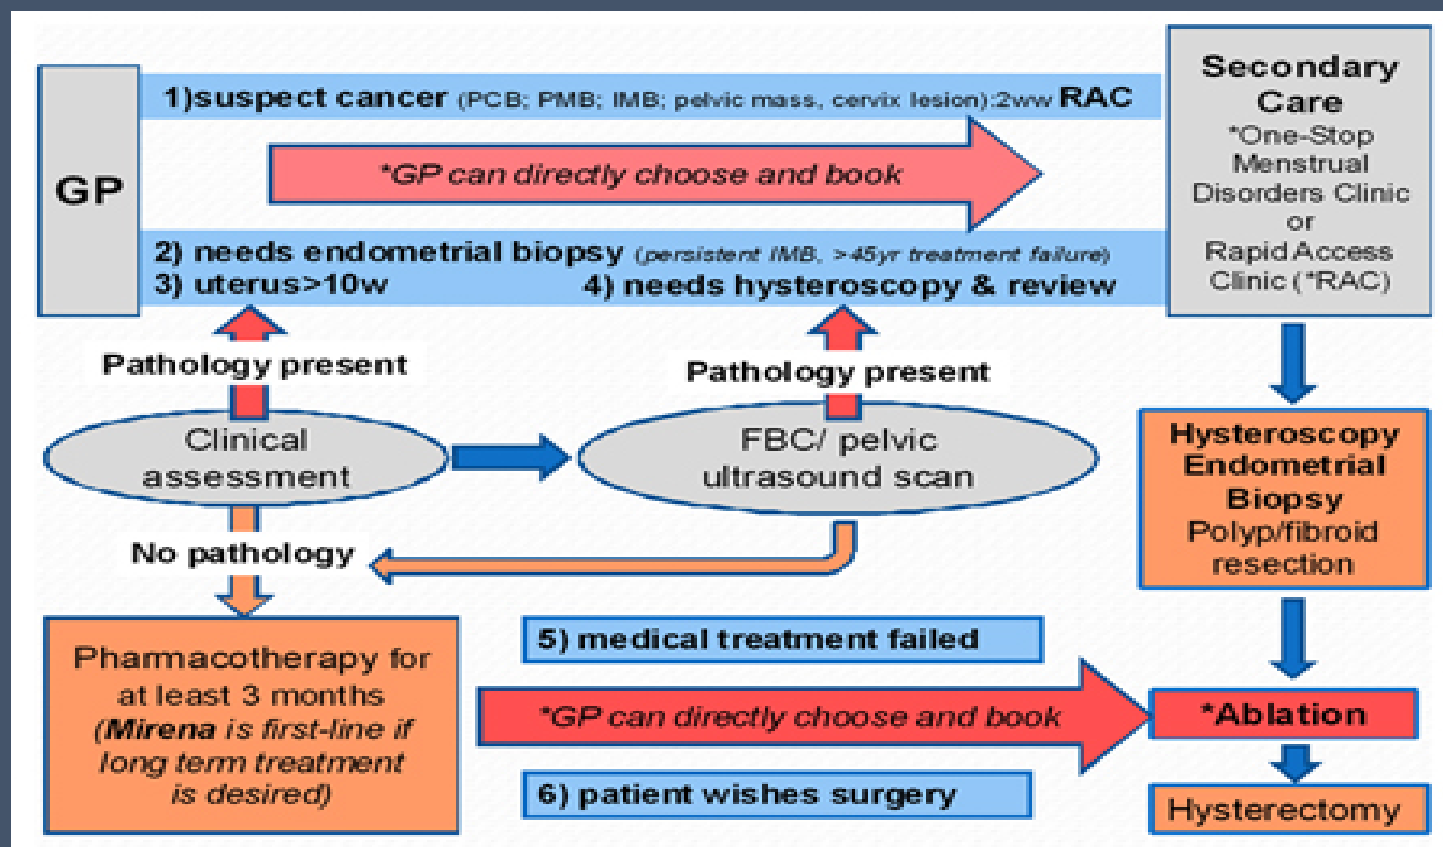 GP
1)suspect cancer (PCB; PMB; IMB; pelvic mass, cervix lesion):2ww RAC
*GP can directly choose and book
2) needs endometrial biopsy (persistent IMB, >45yr treatment failure)
3) uterus>10w
4) needs hysteroscopy & review
Secondary
Care
*One-Stop
Menstrual
Disorders Clinic
or
Rapid Access
Clinic (*RAC)
Pathology present
Pathology present
Clinical
assessment
FBC/ pelvic
ultrasound scan
No pathology
Hysteroscopy
Endometrial
Biopsy
Polyp/fibroid
resection
Pharmacotherapy for
at least 3 months
(Mirena is first-line if
long term treatment
is desired)
5) medical treatment failed
*GP can directly choose and book
6) patient wishes surgery
*Ablation
Hysterectomy